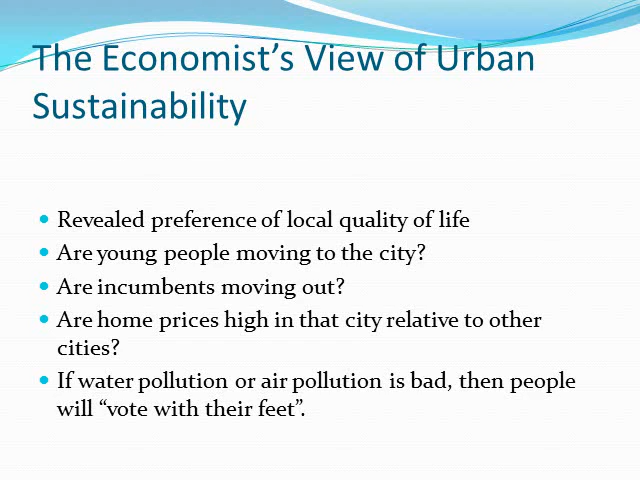 The Economist’s View of Urban
Sustainability
Revealed preference of local quality of life
Are young people moving to the city?
Are incumbents moving out?
Are home prices high in that city relative to other
cities?
If water pollution or air pollution is bad, then people
will “vote with their feet”.